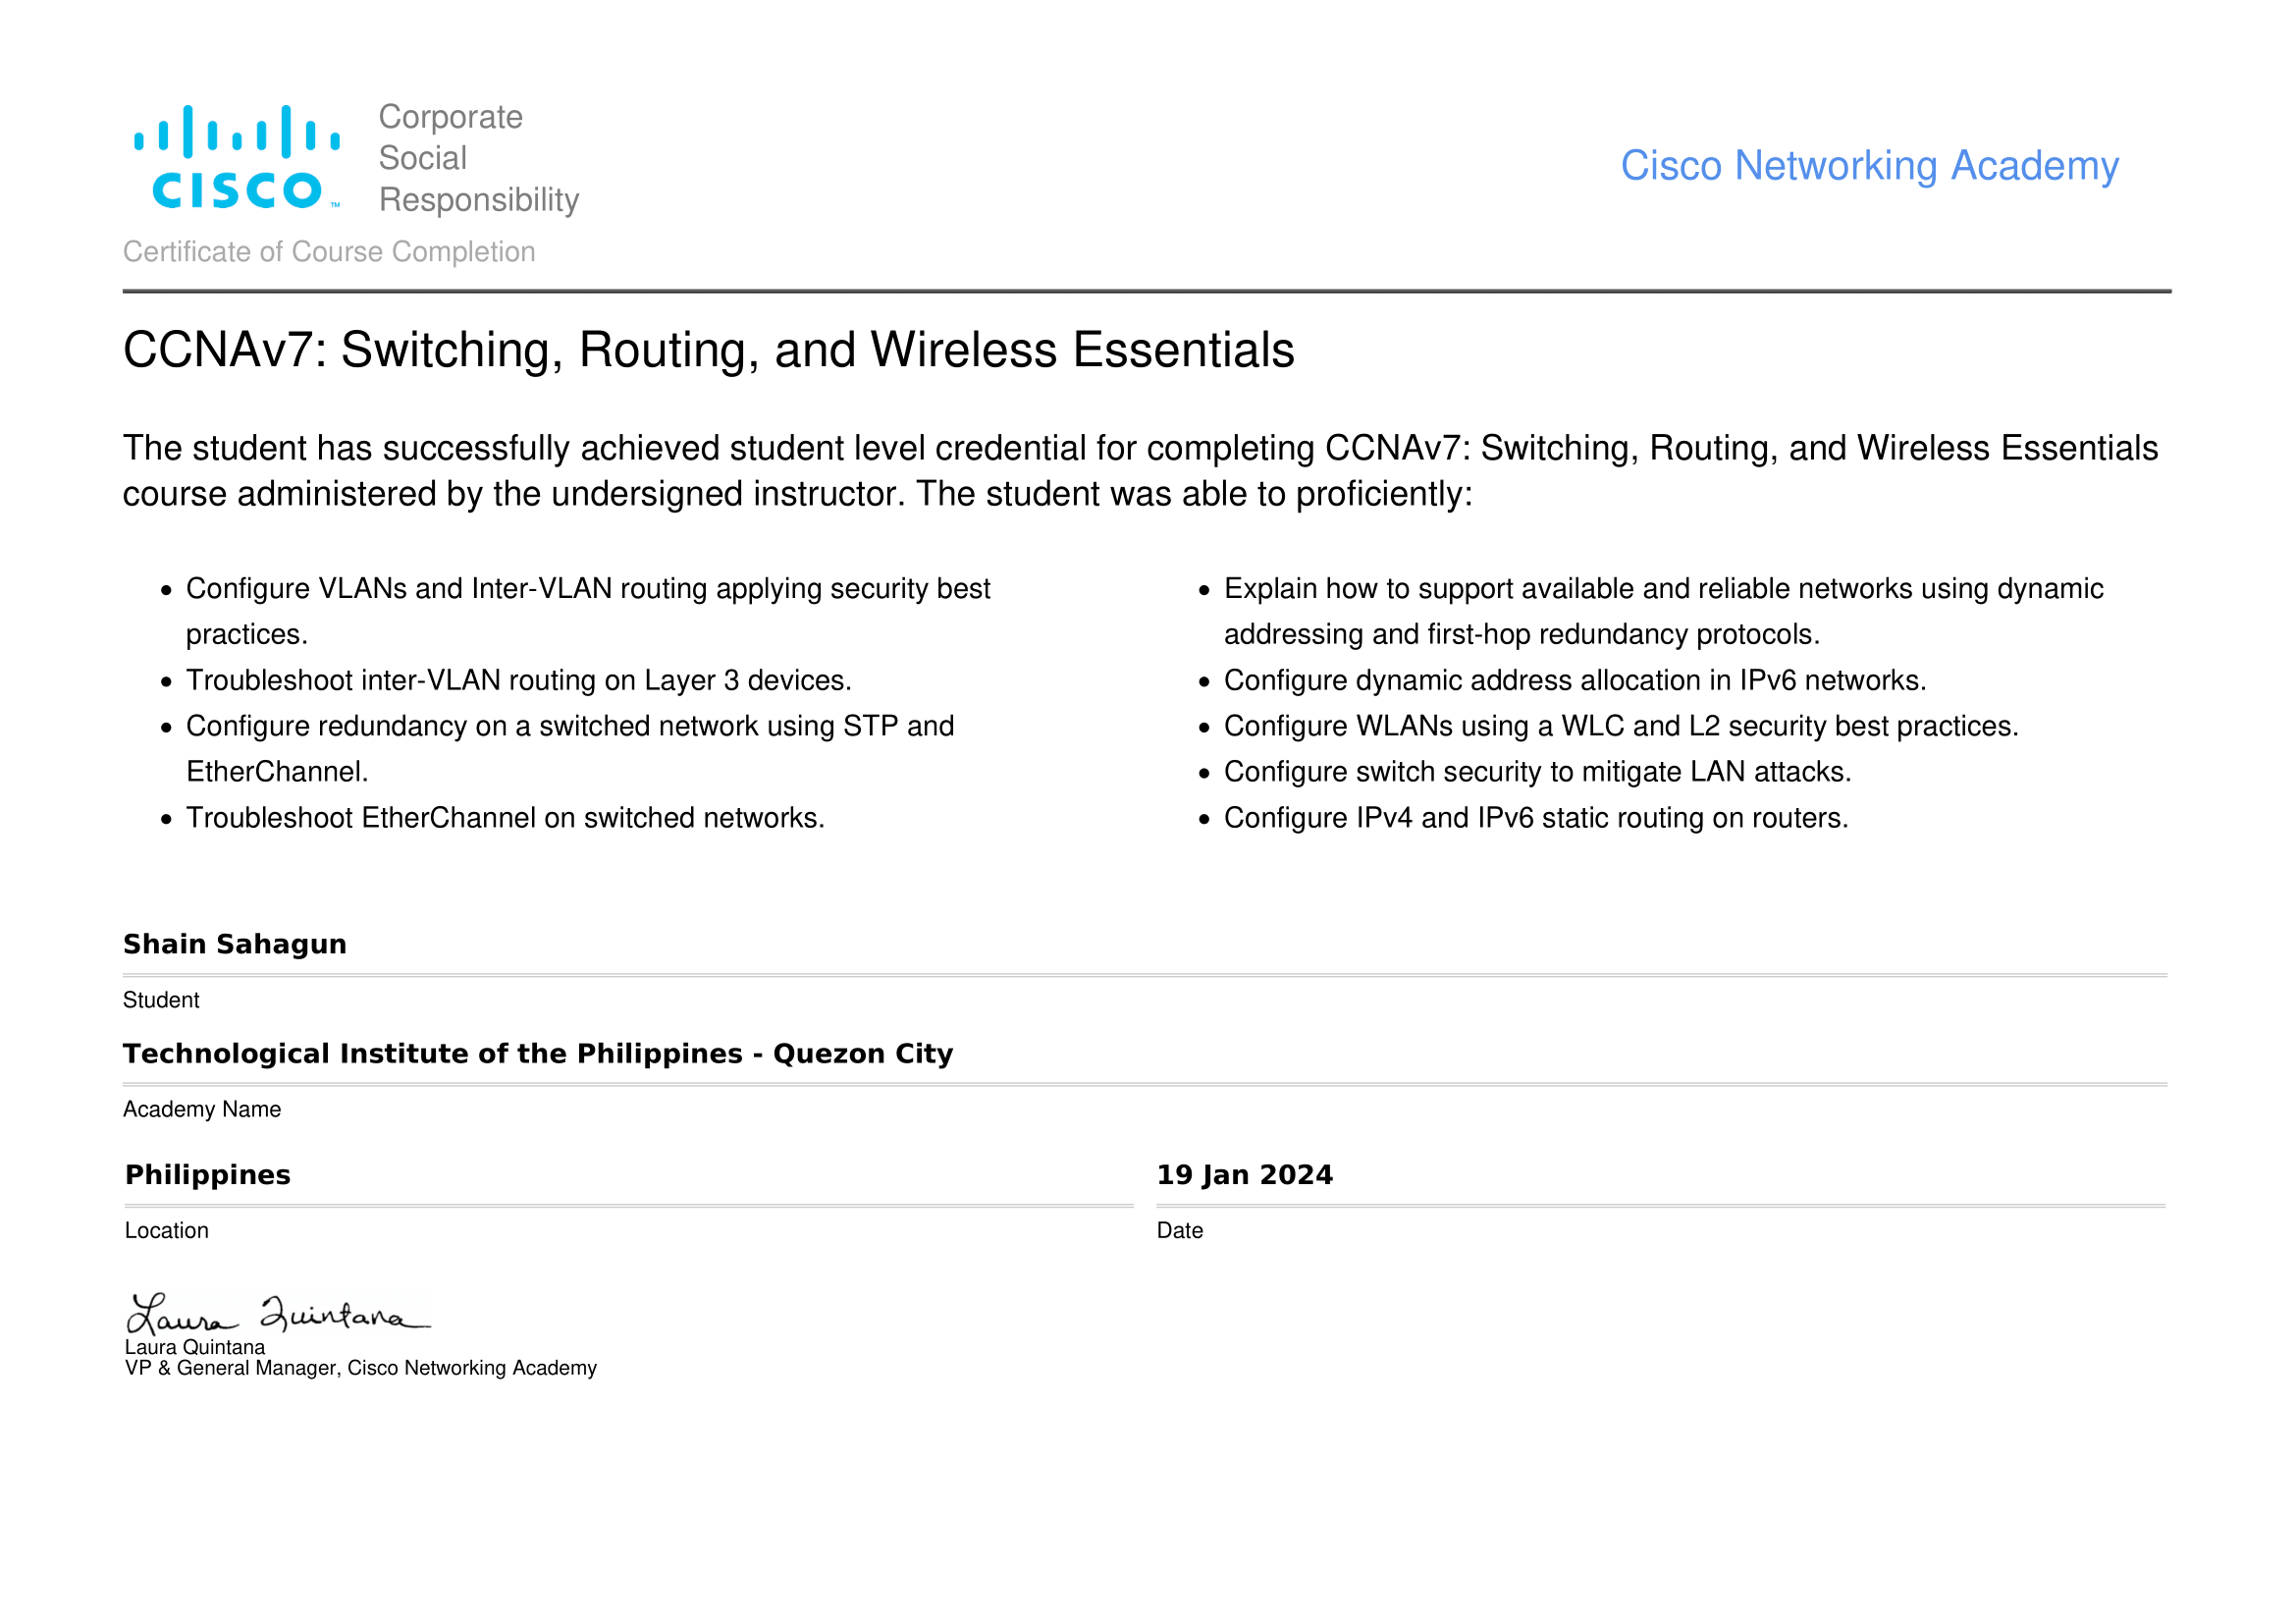 Corporate
Social
Responsibility
CISCO™
Cisco Networking Academy
Certificate of Course Completion
CCNAv7: Switching, Routing, and Wireless Essentials
The student has successfully achieved student level credential for completing CCNAv7: Switching, Routing, and Wireless Essentials
course administered by the undersigned instructor. The student was able to proficiently:
• Configure VLANs and Inter-VLAN routing applying security best
practices.
• Troubleshoot inter-VLAN routing on Layer 3 devices.
• Configure redundancy on a switched network using STP and
EtherChannel.
• Troubleshoot EtherChannel on switched networks.
• Explain how to support available and reliable networks using dynamic
addressing and first-hop redundancy protocols.
• Configure dynamic address allocation in IPv6 networks.
• Configure WLANs using a WLC and L2 security best practices.
• Configure switch security to mitigate LAN attacks.
• Configure IPv4 and IPv6 static routing on routers.
Shain Sahagun
Student
Technological Institute of the Philippines - Quezon City
Academy Name
Philippines
Location
19 Jan 2024
Date
Laura Quintana
Laura Quintana
VP & General Manager, Cisco Networking Academy